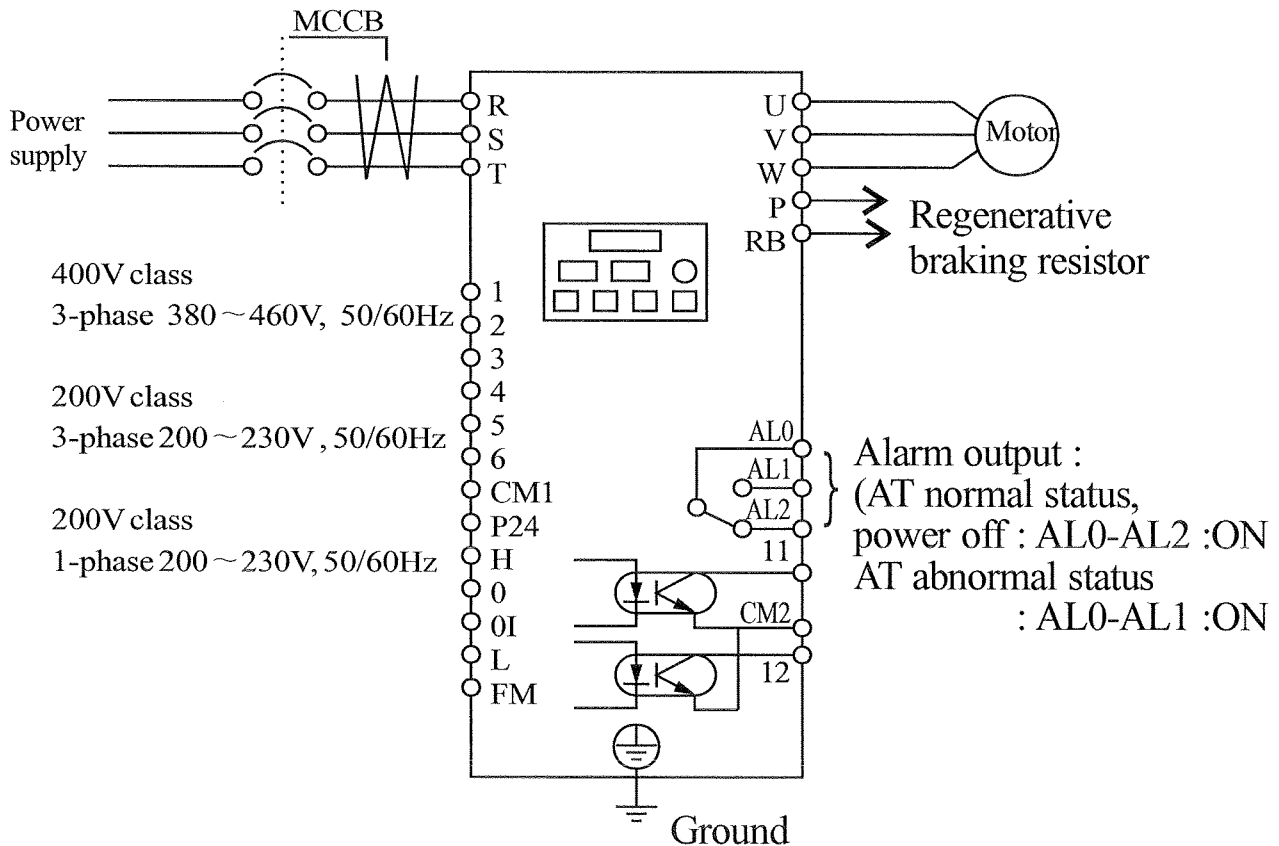 MCCB
Power
supply
R
S
T
U
V
W
P
RB
Motor
Regenerative
braking resistor
400V class
3-phase 380～460V, 50/60Hz
200V class
3-phase 200～230V, 50/60Hz
200V class
1-phase 200～230V, 50/60Hz
1
2
3
4
5
6
CM1
P24
H
0
0I
L
FM
AL0
AL1
AL2
11
CM2
12
Alarm output :
(AT normal status,
power off : AL0-AL2 :ON
AT abnormal status
: AL0-AL1 :ON
Ground